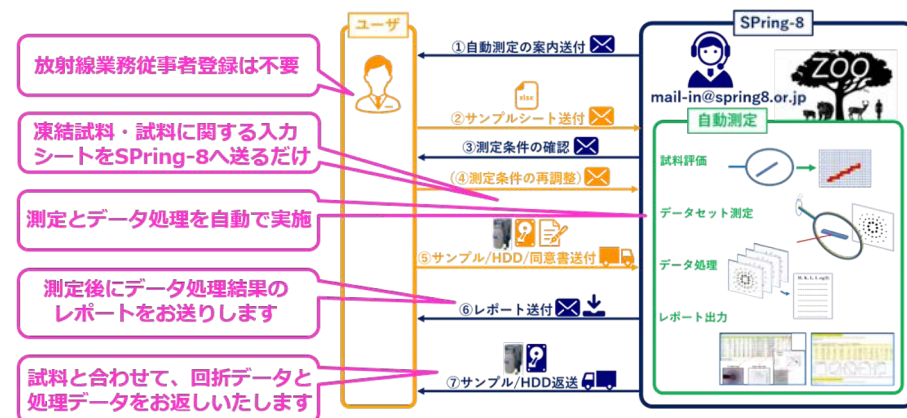 ユーザ
SPring-8
放射線業務従事者登録は不要
凍結試料・試料に関する入力
シートをSPring-8へ送るだけ
測定とデータ処理を自動で実施
測定後にデータ処理結果の
レポートをお送りします
試料と合わせて、回折データと
処理データをお返しいたします
①自動測定の案内送付
xlsx
②サンプルシート送付
③測定条件の確認
(④測定条件の再調整)
⑤サンプル/HDD/同意書送付
⑥レポート送付
⑦サンプル/HDD返送
ZOO
mail-in@spring8.or.jp
自動測定
試料評価
データセット測定
データ処理
レポート出力